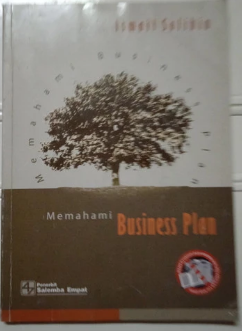 Ismail Solihin
Memahami Business Plan
Memahami Business Plan
Penerbit
Salemba Empat